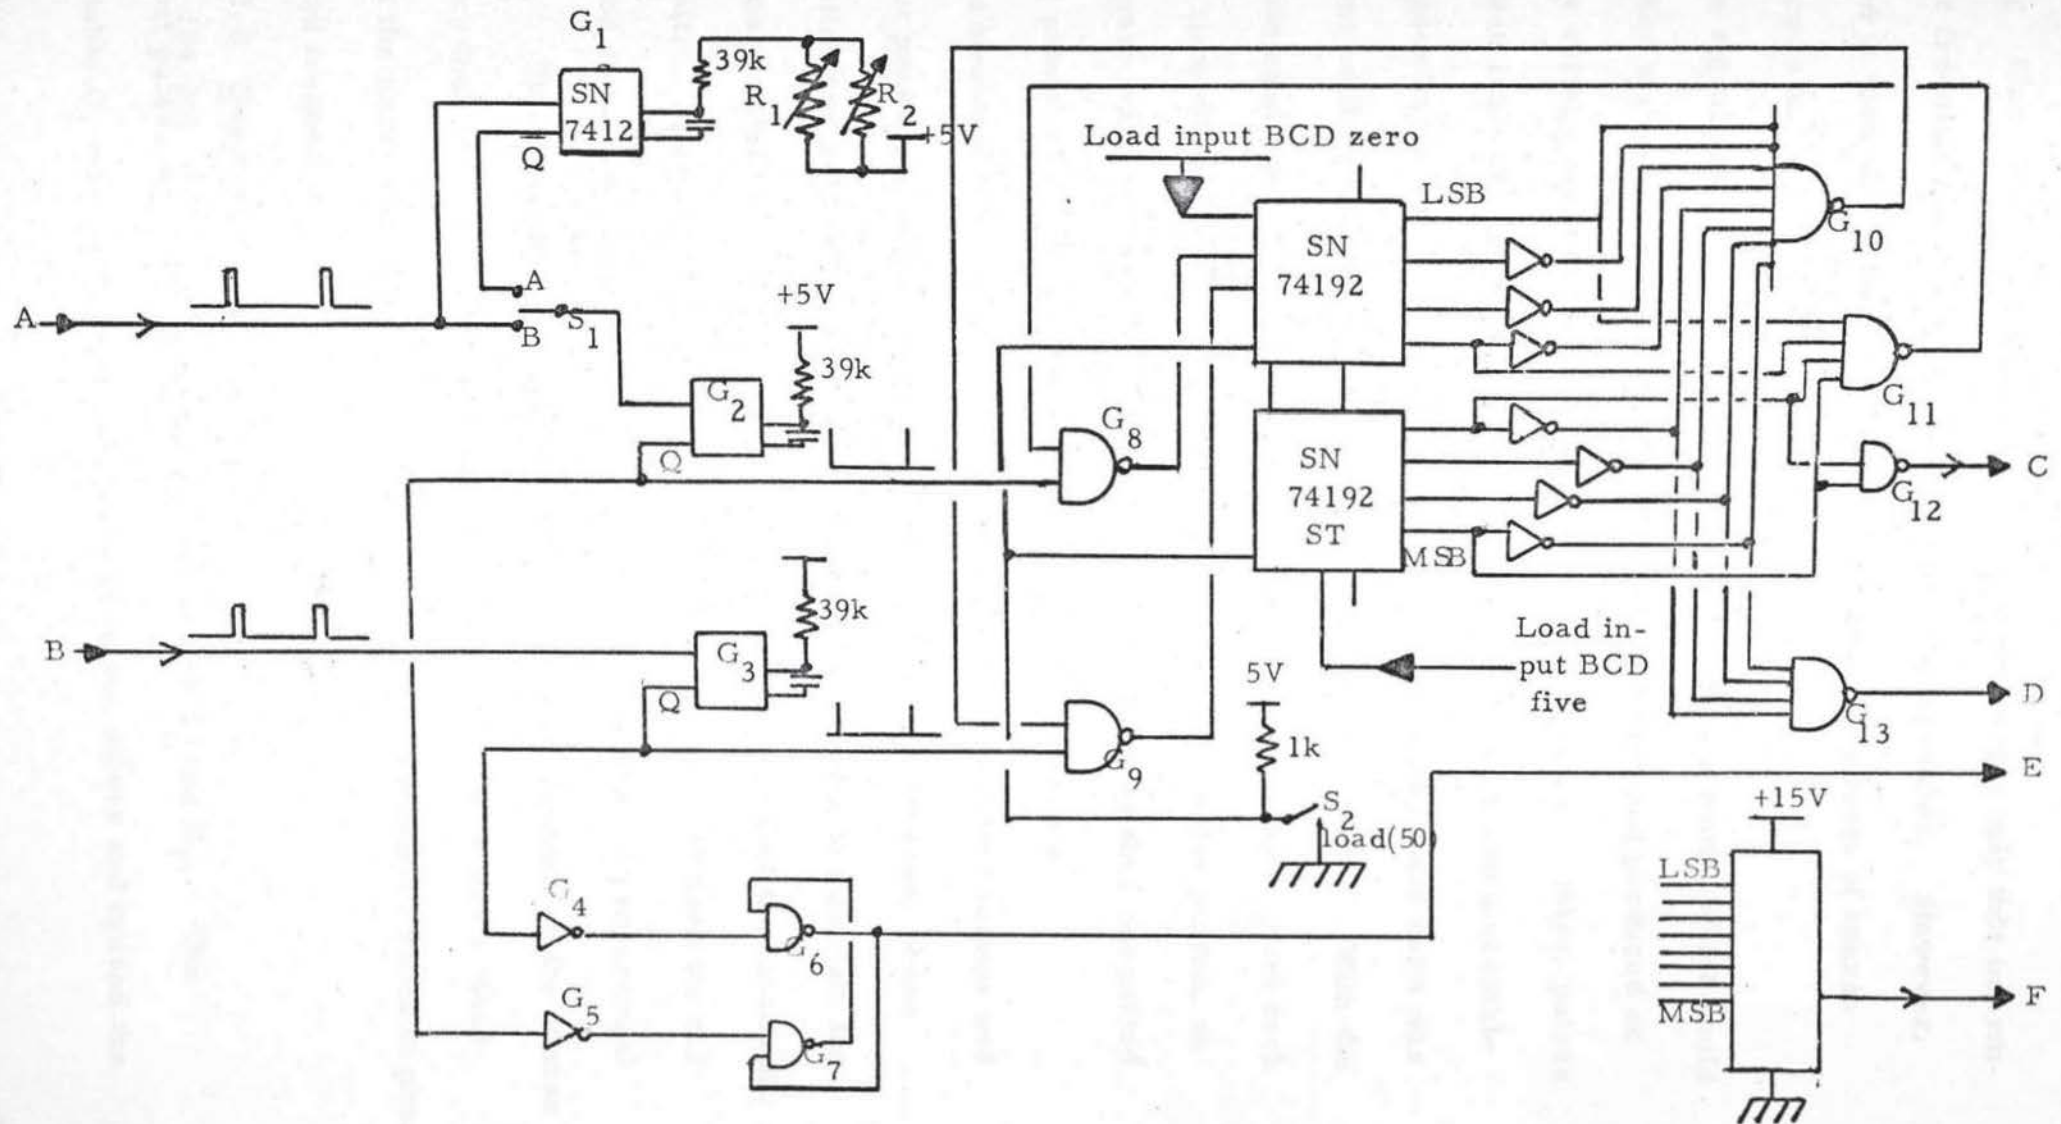 G1
SN
7412
Q
39k
R1
R2
+5V
Load input BCD zero
LSB
SN
74192
G10
A
A
B
S1
+5V
39k
G2
Q
G8
G11
SN
74192
ST
MSB
G12
C
39k
B
G3
Q
Load in-
put BCD
five
5V
1k
G9
S2
load(50)
G13
D
E
+15V
LSB
MSB
F
G4
G6
G5
G7